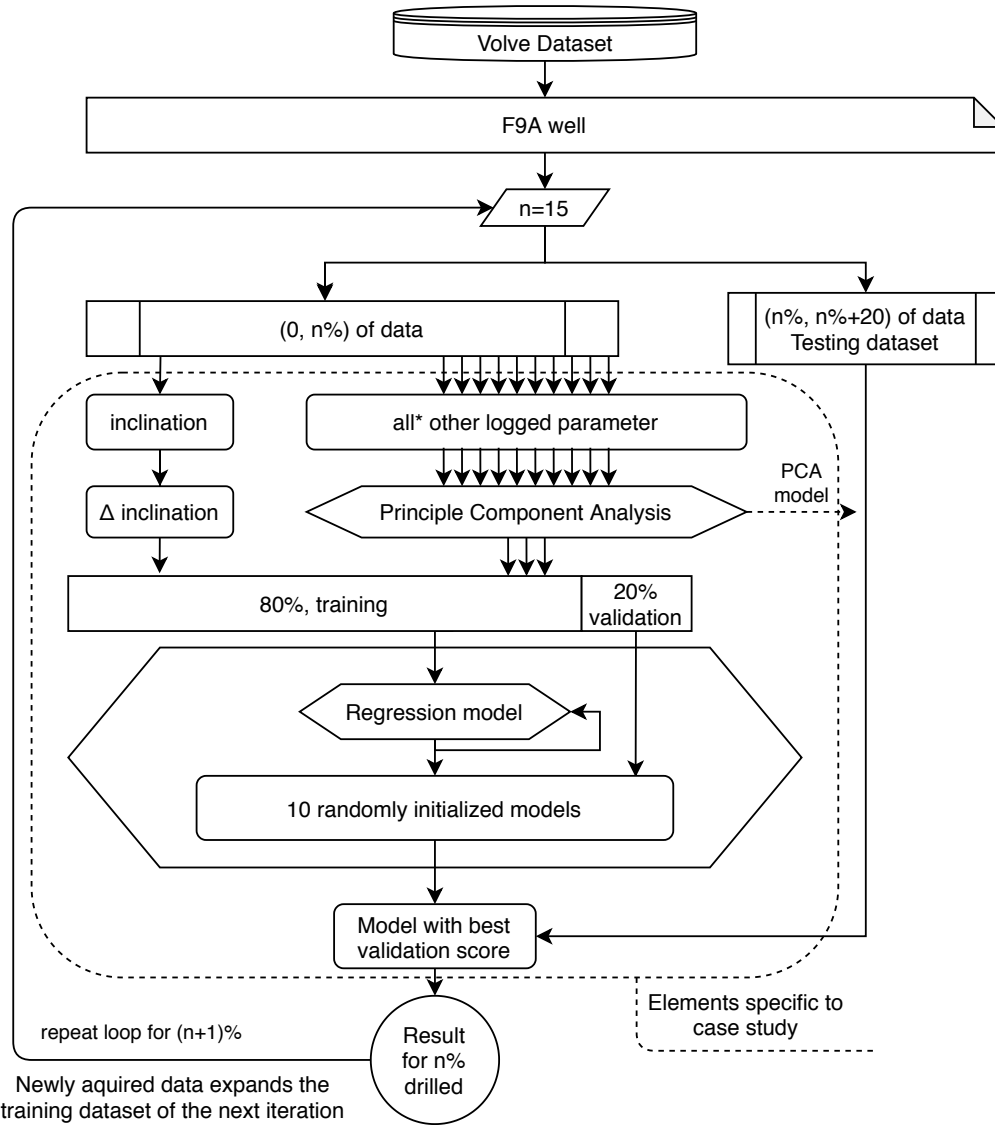 Volve Dataset
F9A well
n=15
(0, n%) of data
(n%, n%+20) of data
Testing dataset
inclination
all* other logged parameter
PCA
model
Δ inclination
Principle Component Analysis
80%, training
20%
validation
Regression model
10 randomly initialized models
Model with best
validation score
Elements specific to
case study
repeat loop for (n+1)%
Result
for n%
drilled
Newly aquired data expands the
training dataset of the next iteration